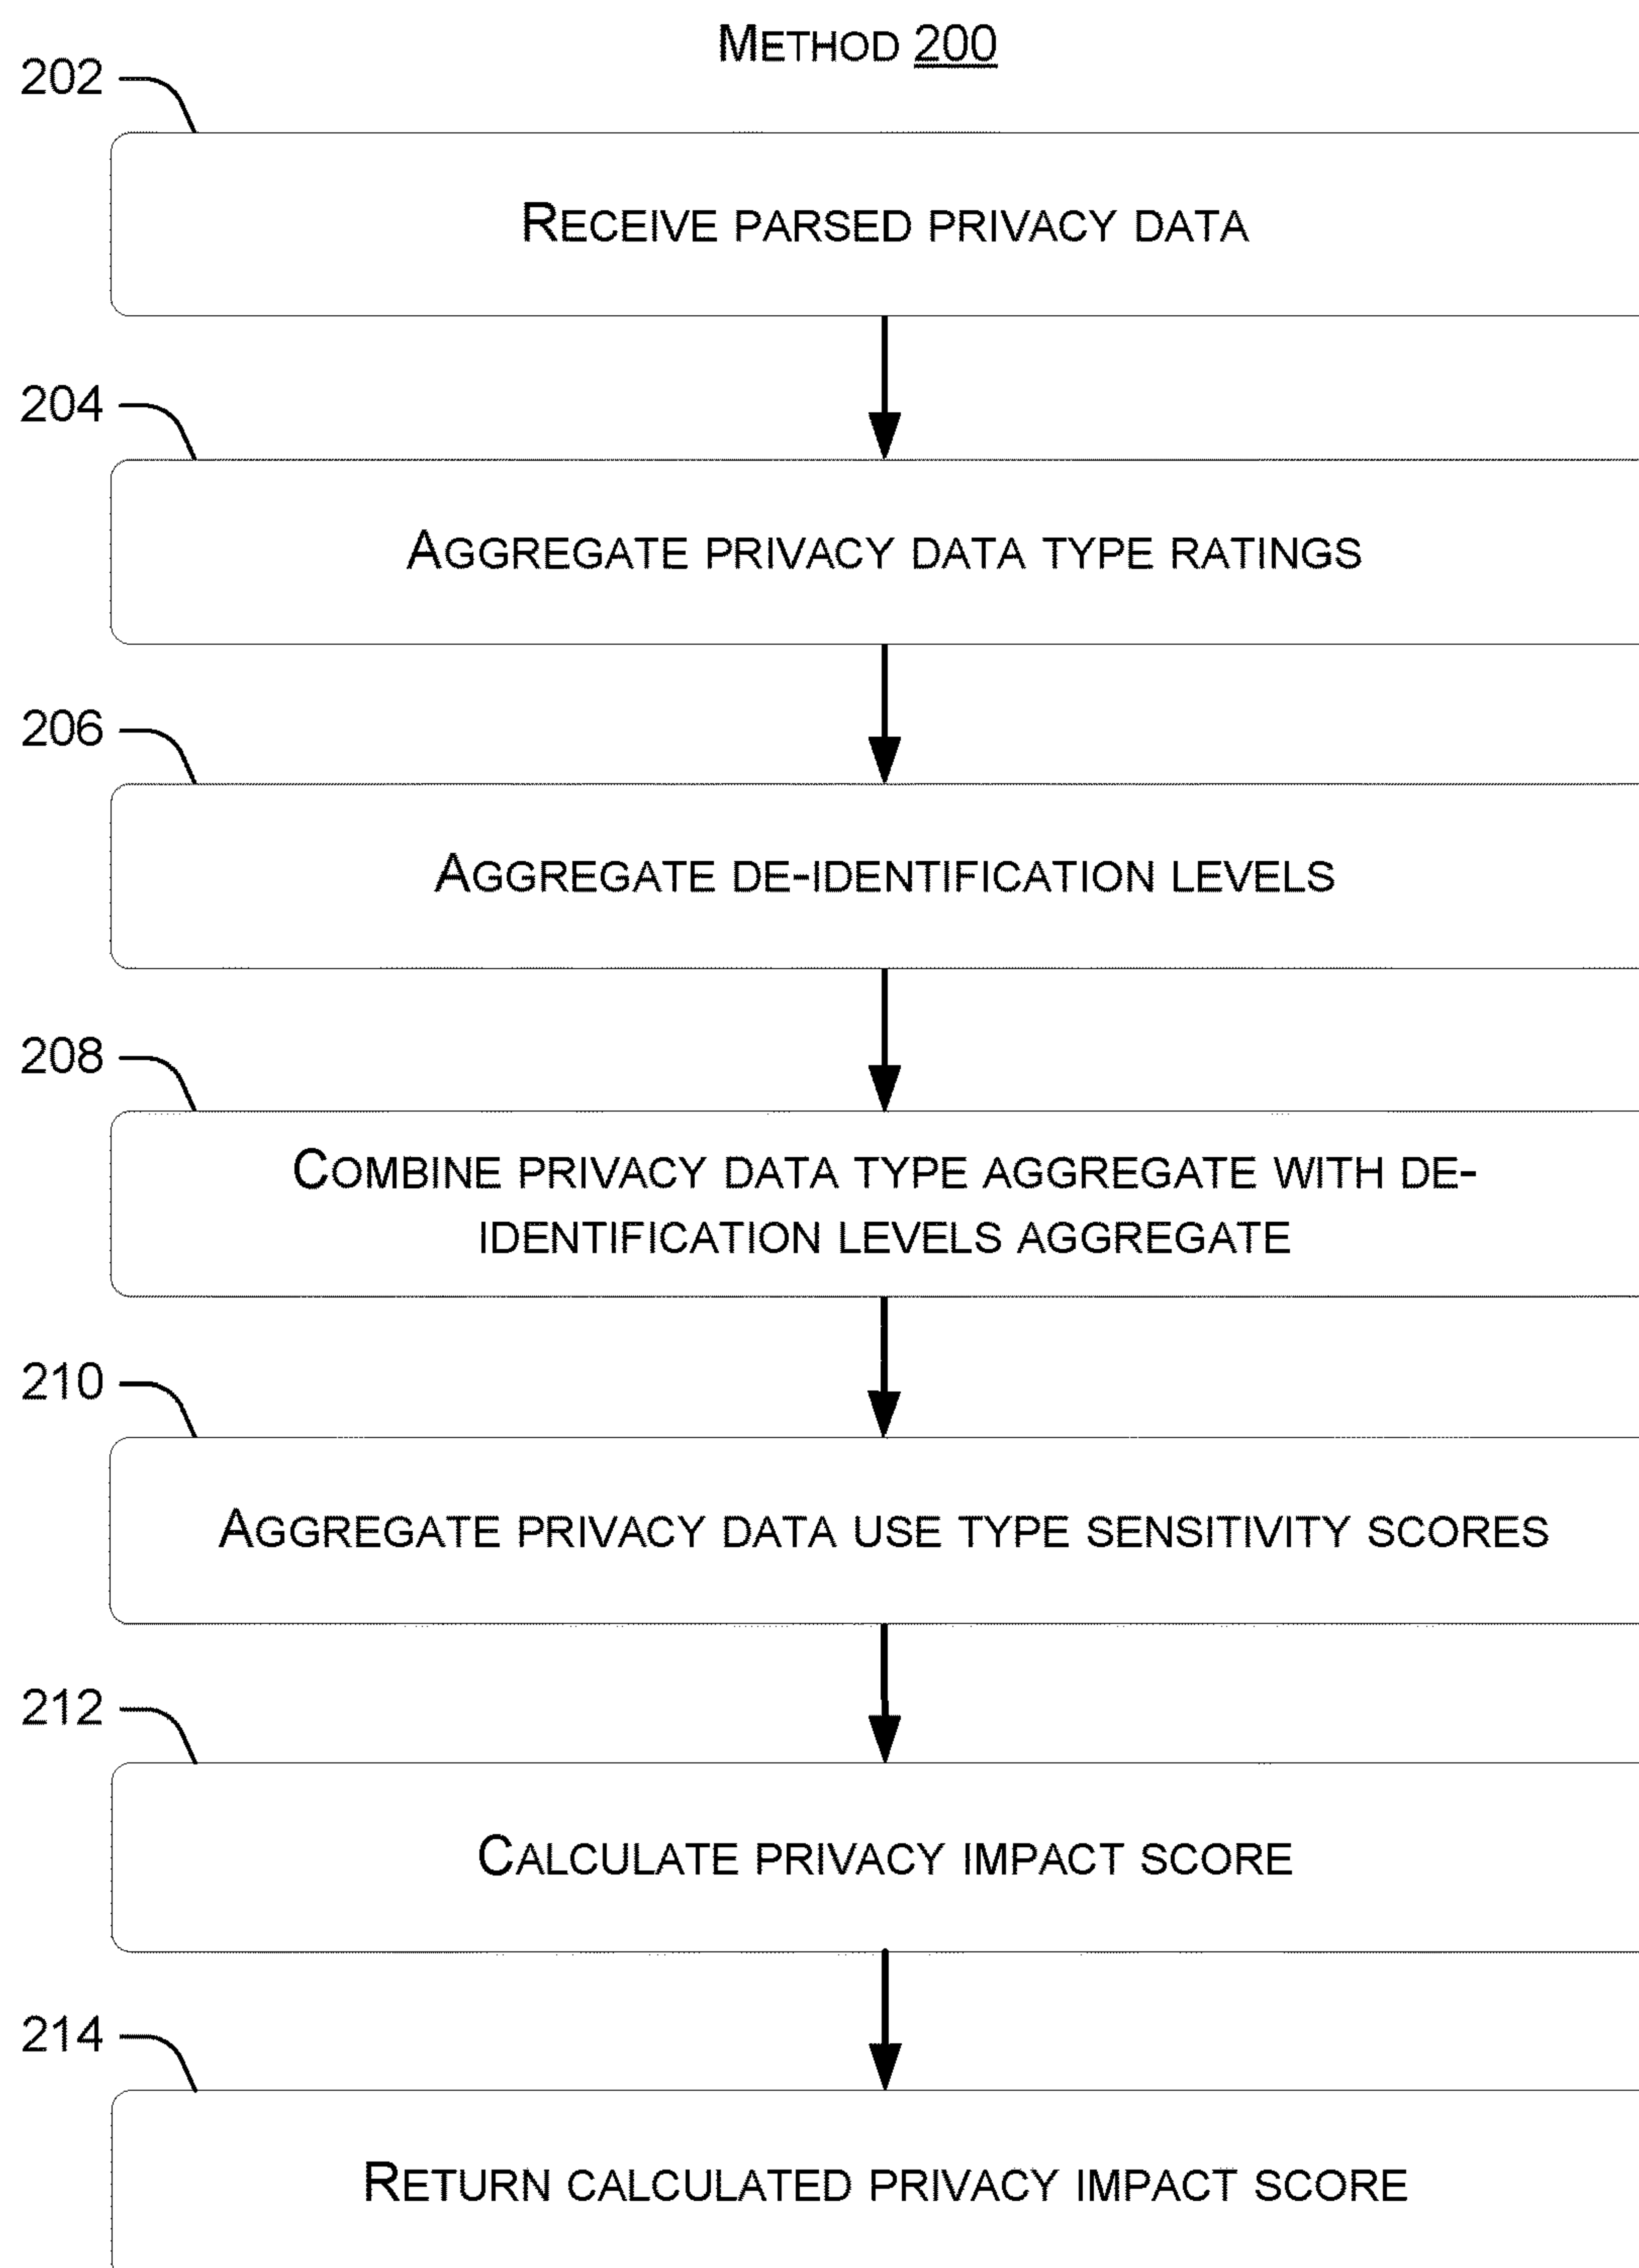 METHOD 200
202
RECEIVE PARSED PRIVACY DATA
204
AGGREGATE PRIVACY DATA TYPE RATINGS
206
AGGREGATE DE-IDENTIFICATION LEVELS
208
COMBINE PRIVACY DATA TYPE AGGREGATE WITH DE-
IDENTIFICATION LEVELS AGGREGATE
210
AGGREGATE PRIVACY DATA USE TYPE SENSITIVITY SCORES
212
CALCULATE PRIVACY IMPACT SCORE
214
RETURN CALCULATED PRIVACY IMPACT SCORE